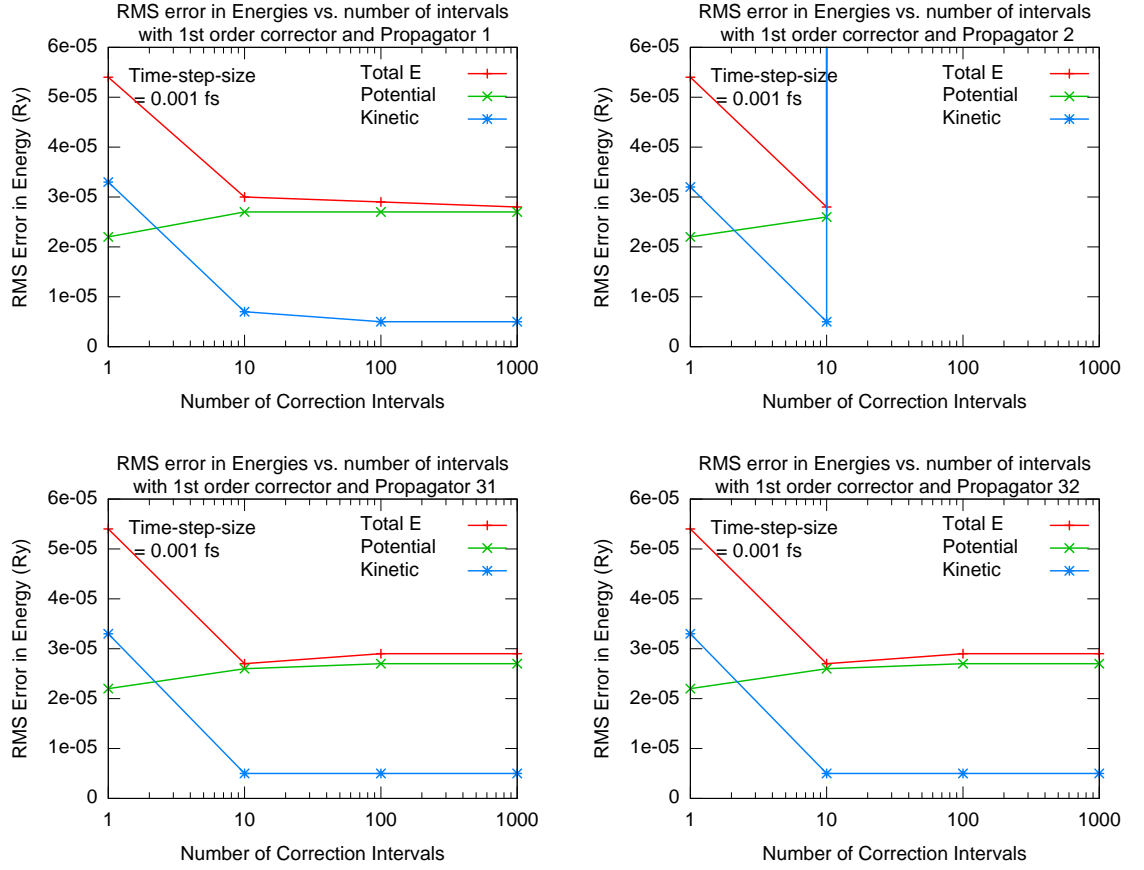 RMS error in Energies vs. number of intervals
with 1st order corrector and Propagator 1
6e-05
5e-05
4e-05
3e-05
2e-05
1e-05
0
RMS Error in Energy (Ry)
Time-step-size
= 0.001 fs
Total E
Potential
Kinetic
1
10
100
1000
Number of Correction Intervals
RMS error in Energies vs. number of intervals
with 1st order corrector and Propagator 2
6e-05
5e-05
4e-05
3e-05
2e-05
1e-05
0
RMS Error in Energy (Ry)
Time-step-size
= 0.001 fs
Total E
Potential
Kinetic
1
10
100
1000
Number of Correction Intervals
RMS error in Energies vs. number of intervals
with 1st order corrector and Propagator 31
6e-05
5e-05
4e-05
3e-05
2e-05
1e-05
0
RMS Error in Energy (Ry)
Time-step-size
= 0.001 fs
Total E
Potential
Kinetic
1
10
100
1000
Number of Correction Intervals
RMS error in Energies vs. number of intervals
with 1st order corrector and Propagator 32
6e-05
5e-05
4e-05
3e-05
2e-05
1e-05
0
RMS Error in Energy (Ry)
Time-step-size
= 0.001 fs
Total E
Potential
Kinetic
1
10
100
1000
Number of Correction Intervals